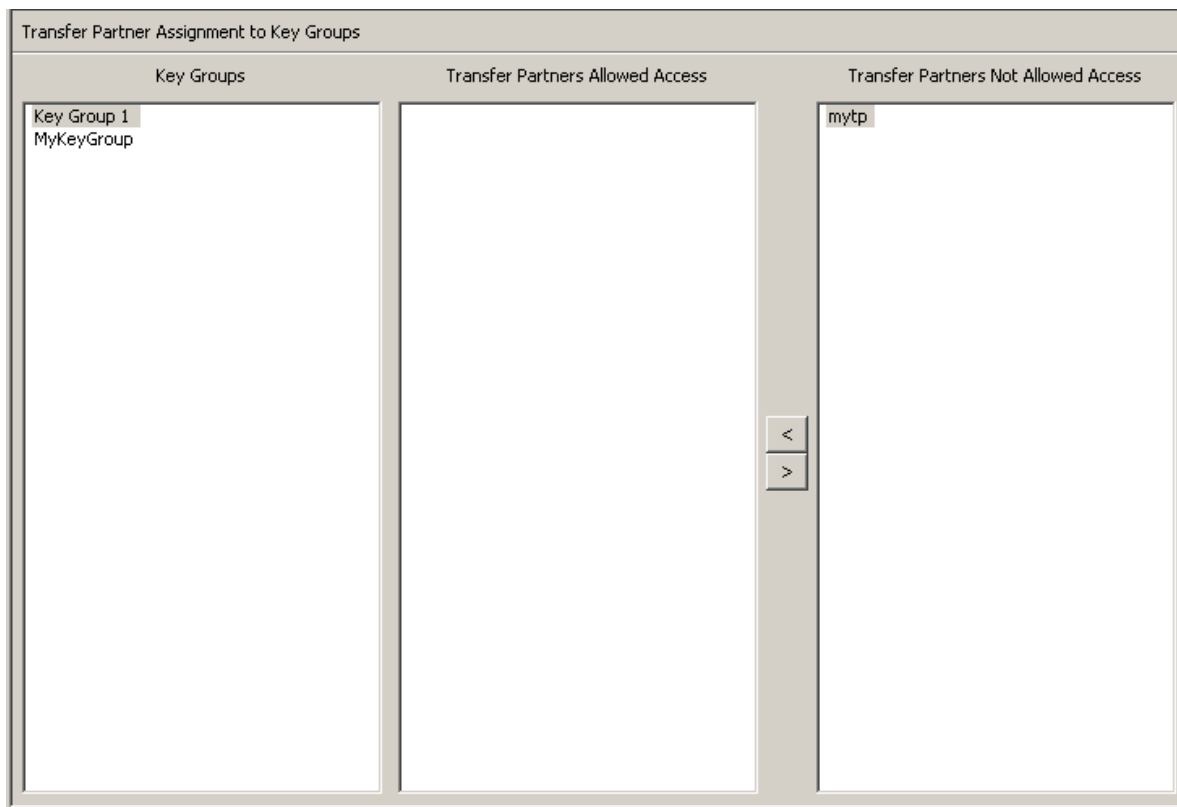 Transfer Partner Assignment to Key Groups
Key Groups Transfer Partners Allowed Access Transfer Partners Not Allowed Access
Key Group 1 mytp
MyKeyGroup
<
>